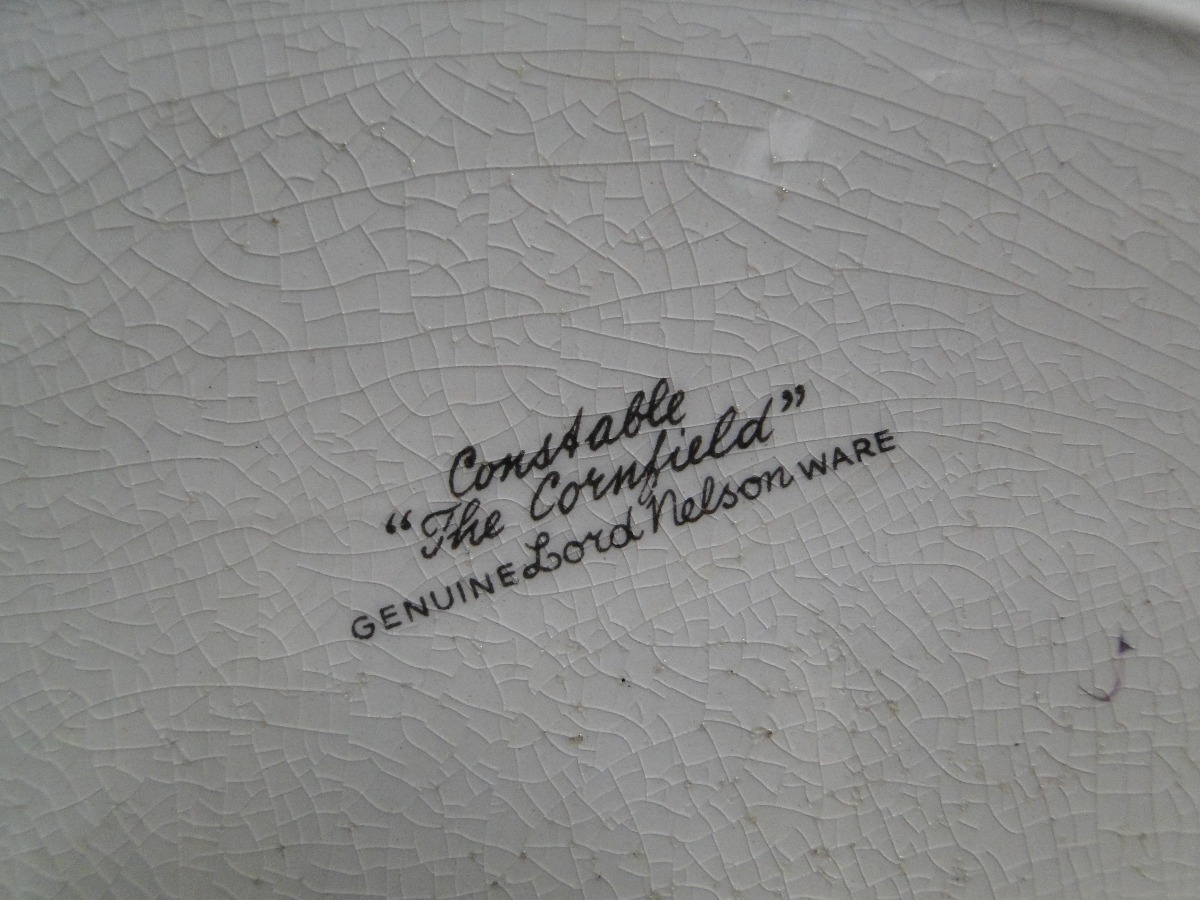 Constable
“The Cornfield”
GENUINE Lord Nelson WARE